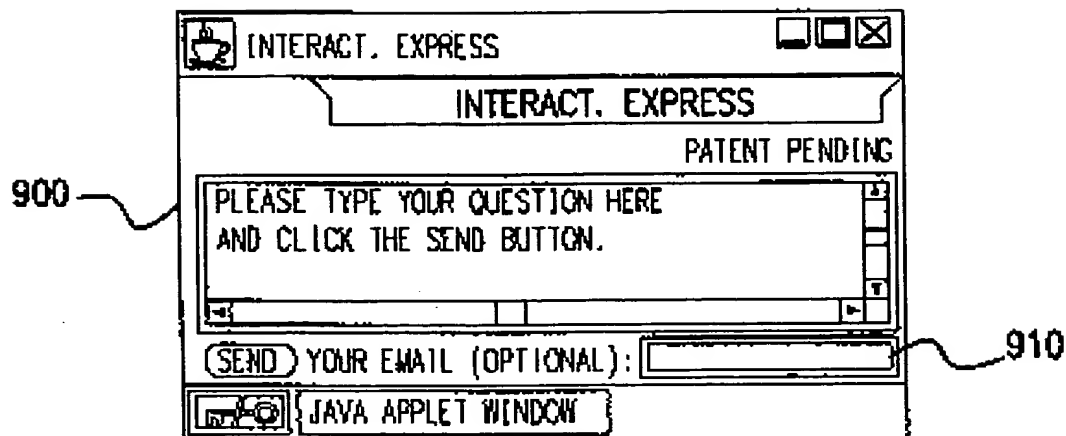 INTERACT. EXPRESS
INTERACT. EXPRESS
PATENT PENDING
900
PLEASE TYPE YOUR QUESTION HERE
AND CLICK THE SEND BUTTON.
SEND YOUR EMAIL (OPTIONAL):
910
JAVA APPLET WINDOW